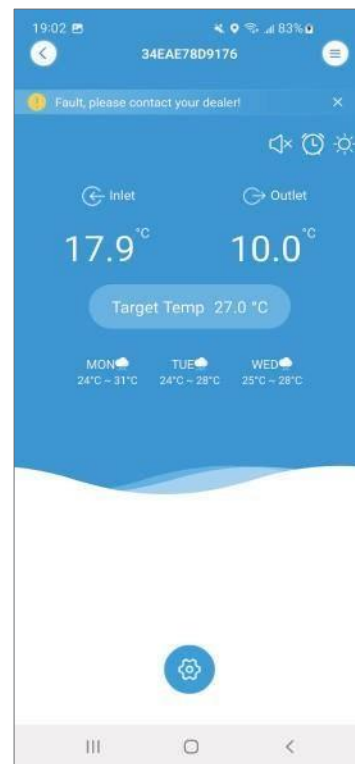 19:02 83%
34EAE78D9176
Fault, please contact your dealer! ×
Inlet Outlet
17.9°C 10.0°C
Target Temp 27.0 °C
MON TUE WED
24°C ~ 31°C 24°C ~ 28°C 25°C ~ 28°C